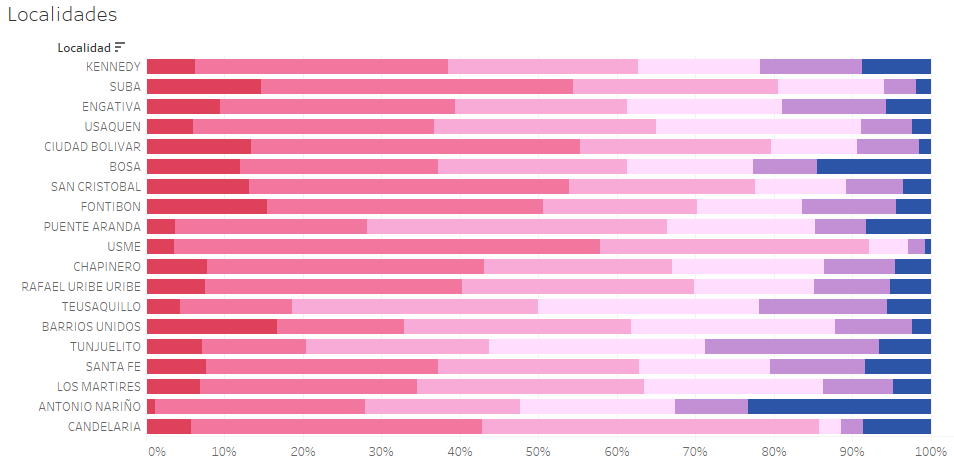 Localidades
Localidad
KENNEDY
SUBA
ENGATIVA
USAQUEN
CIUDAD BOLIVAR
BOSA
SAN CRISTOBAL
FONTIBON
PUENTE ARANDA
USME
CHAPINERO
RAFAEL URIBE URIBE
TEUSAQUILLO
BARRIOS UNIDOS
TUNJUELITO
SANTA FE
LOS MARTIRES
ANTONIO NARIÑO
CANDELARIA
0% 10% 20% 30% 40% 50% 60% 70% 80% 90% 100%